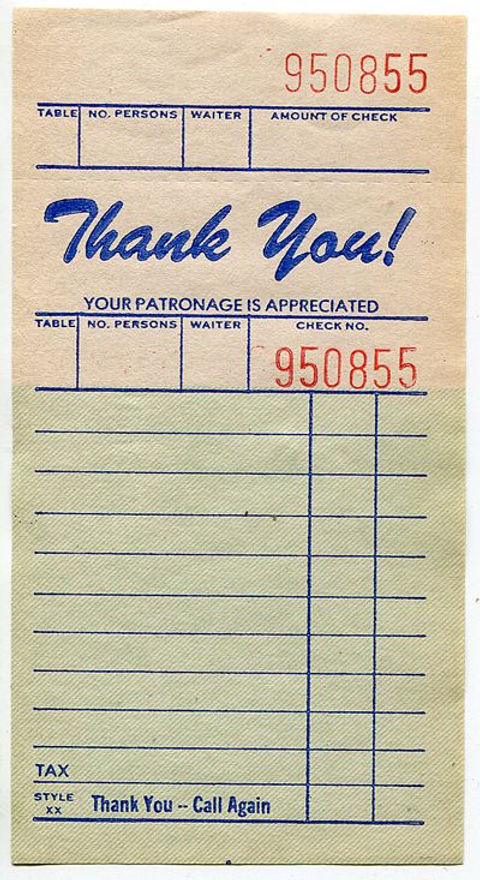 950855
TABLE NO. PERSONS WAITER AMOUNT OF CHECK
Thank You!
YOUR PATRONAGE IS APPRECIATED
TABLE NO. PERSONS WAITER CHECK NO.
950855
TAX
STYLE
XX
Thank You -- Call Again